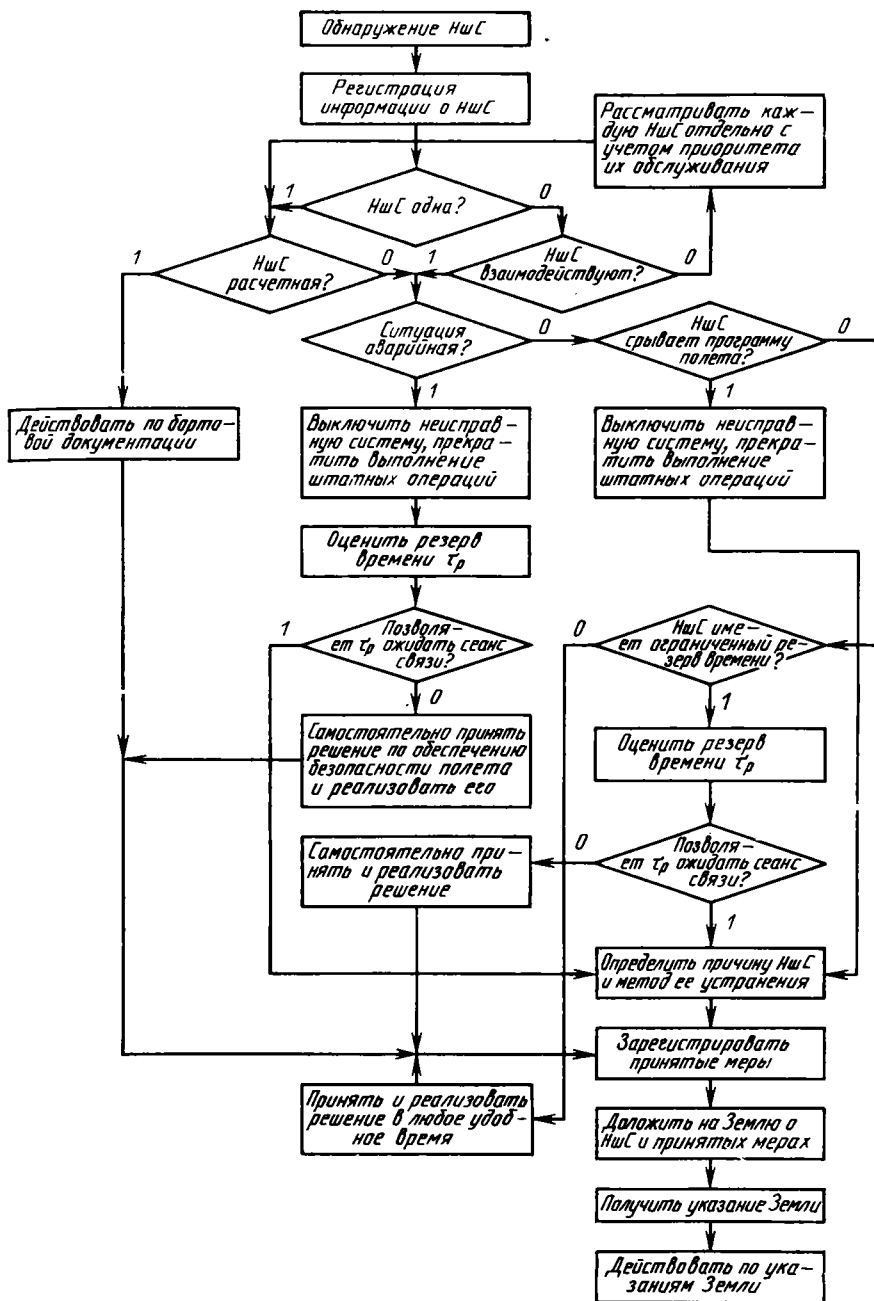 Обнаружение НшС
Регистрация
информации о НшС
Рассматривать каж-
дую НшС отдельно с
учетом приоритета
их обслуживания
1
НшС одна?
0
1
НшС
расчетная?
0
1
НшС
взаимодействуют?
0
Ситуация
аварийная?
0
НшС
срывает программу
полета?
0
1
1
Действовать по борто-
вой документации
Выключить неисправ-
ную систему, прекра-
тить выполнение
штатных операций
Выключить неисправ-
ную систему, прекра-
тить выполнение
штатных операций
Оценить резерв
времени τр
1
Позволя-
ет τр ожидать сеанс
связи?
0
0
НшС име-
ет ограниченный ре-
зерв времени?
1
Самостоятельно принять
решение по обеспечению
безопасности полета
и реализовать его
Оценить резерв
времени τр
Самостоятельно при-
нять и реализовать
решение
0
Позволя-
ет τр ожидать сеанс
связи?
1
Определить причину НшС
и метод ее устранения
Зарегистрировать
принятые меры
Принять и реализовать
решение в любое удоб-
ное время
Доложить на Землю о
НшС и принятых мерах
Получить указание Земли
Действовать по ука-
заниям Земли